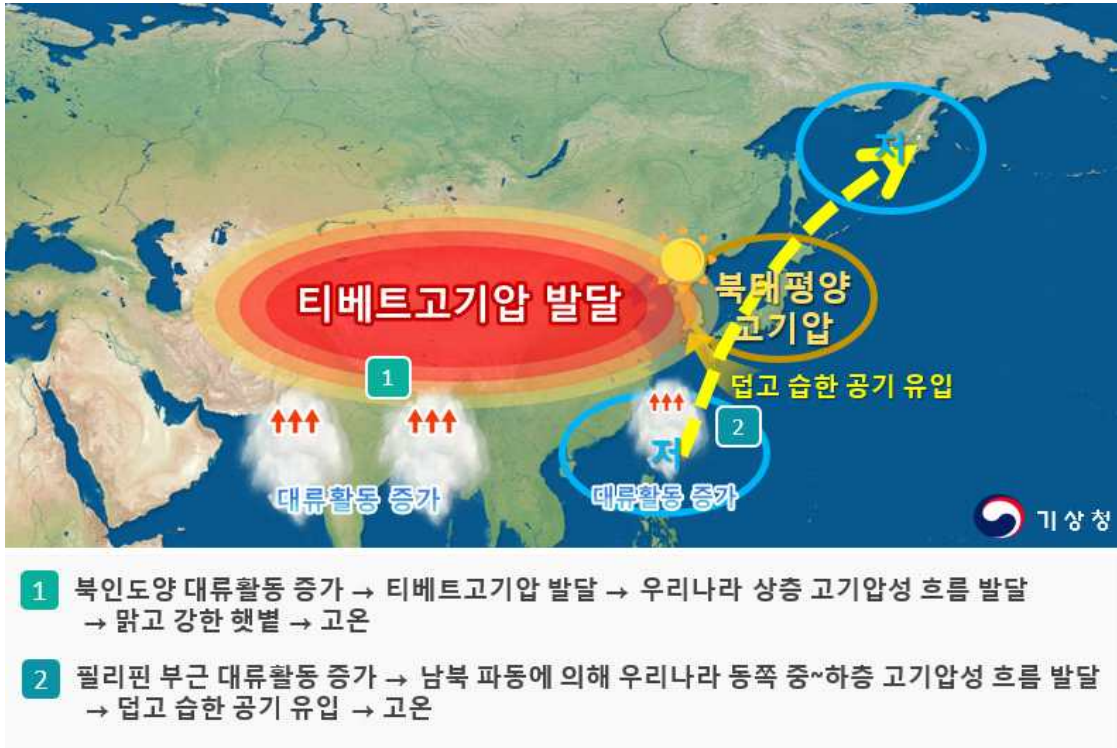 저
티베트고기압 발달
북태평양
고기압
1
덥고 습한 공기 유입
2
저
대류활동 증가
대류활동 증가
기상청
1 북인도양 대류활동 증가 → 티베트고기압 발달 → 우리나라 상층 고기압성 흐름 발달
→ 맑고 강한 햇볕 → 고온
2 필리핀 부근 대류활동 증가 → 남북 파동에 의해 우리나라 동쪽 중~하층 고기압성 흐름 발달
→ 덥고 습한 공기 유입 → 고온